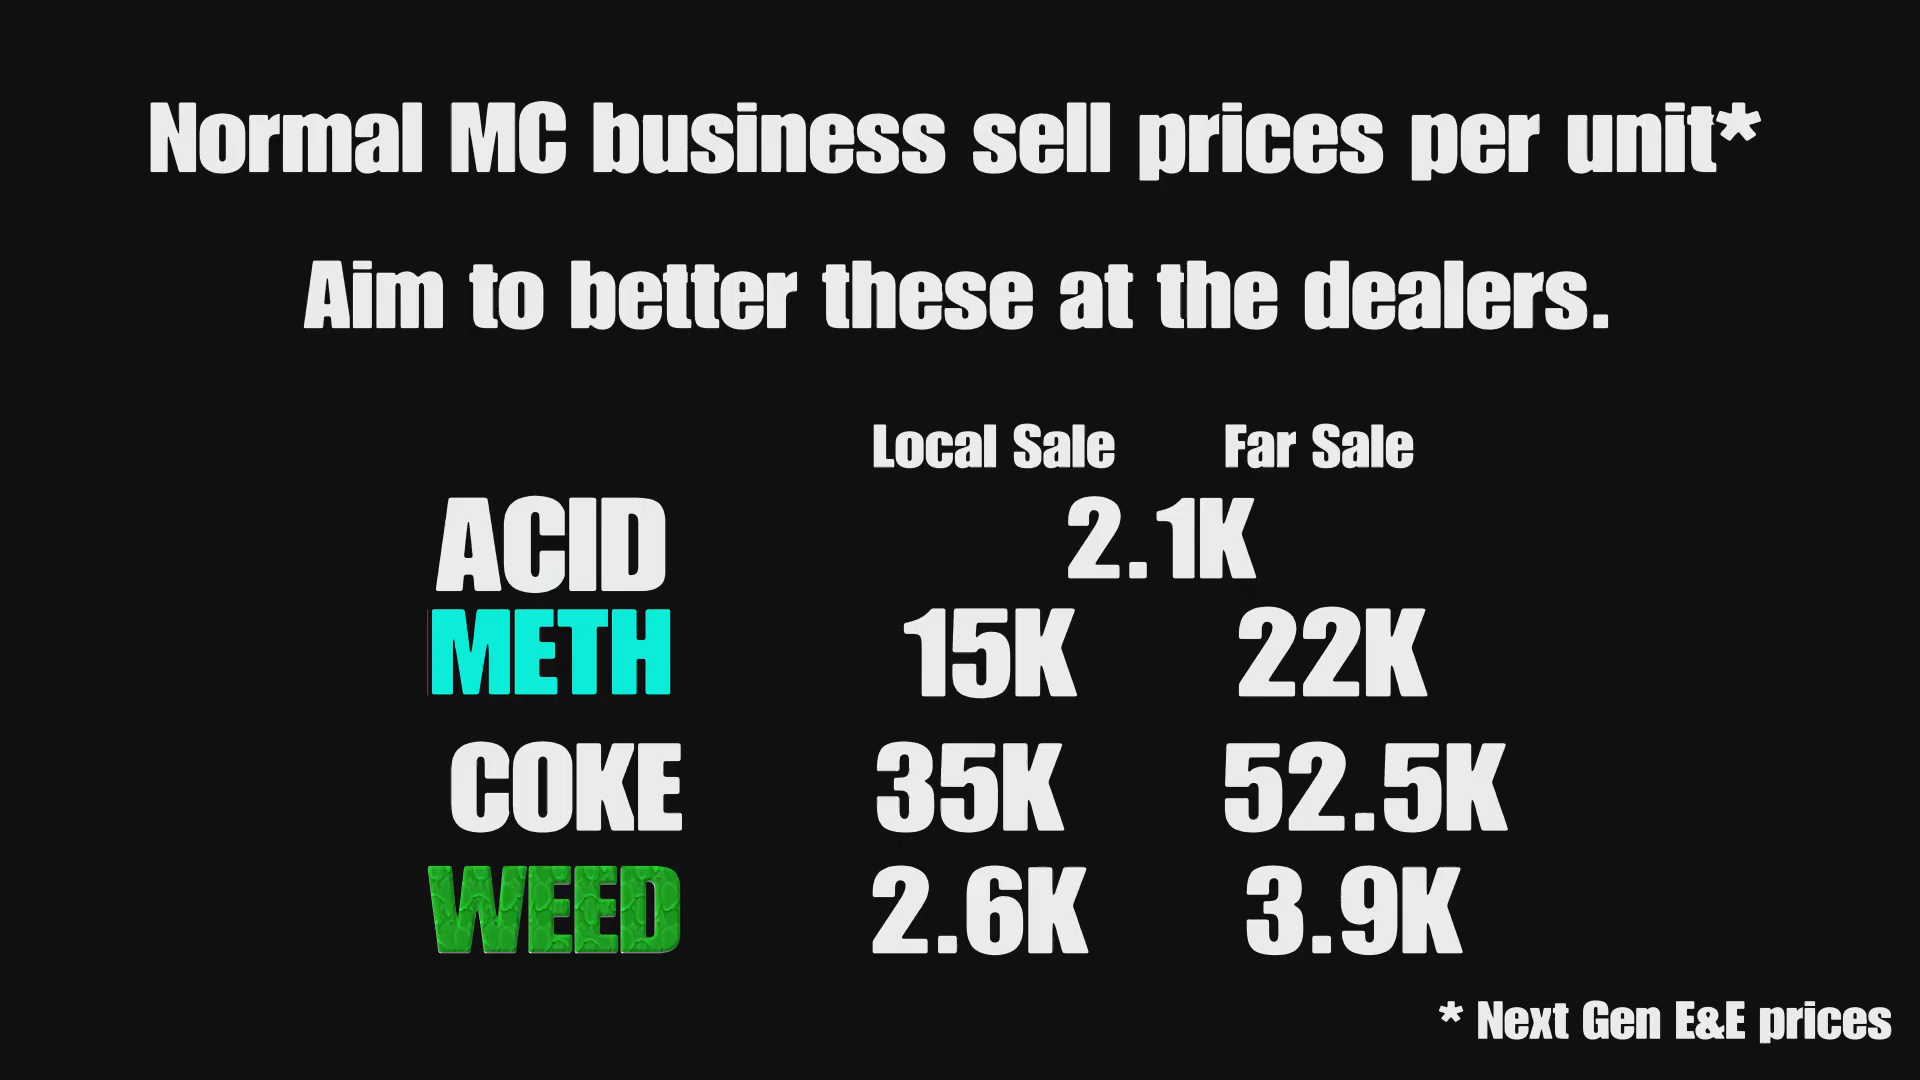 Normal MC business sell prices per unit*
Aim to better these at the dealers.
Local Sale Far Sale
ACID 2.1K
METH 15K 22K
COKE 35K 52.5K
WEED 2.6K 3.9K
* Next Gen E&E prices